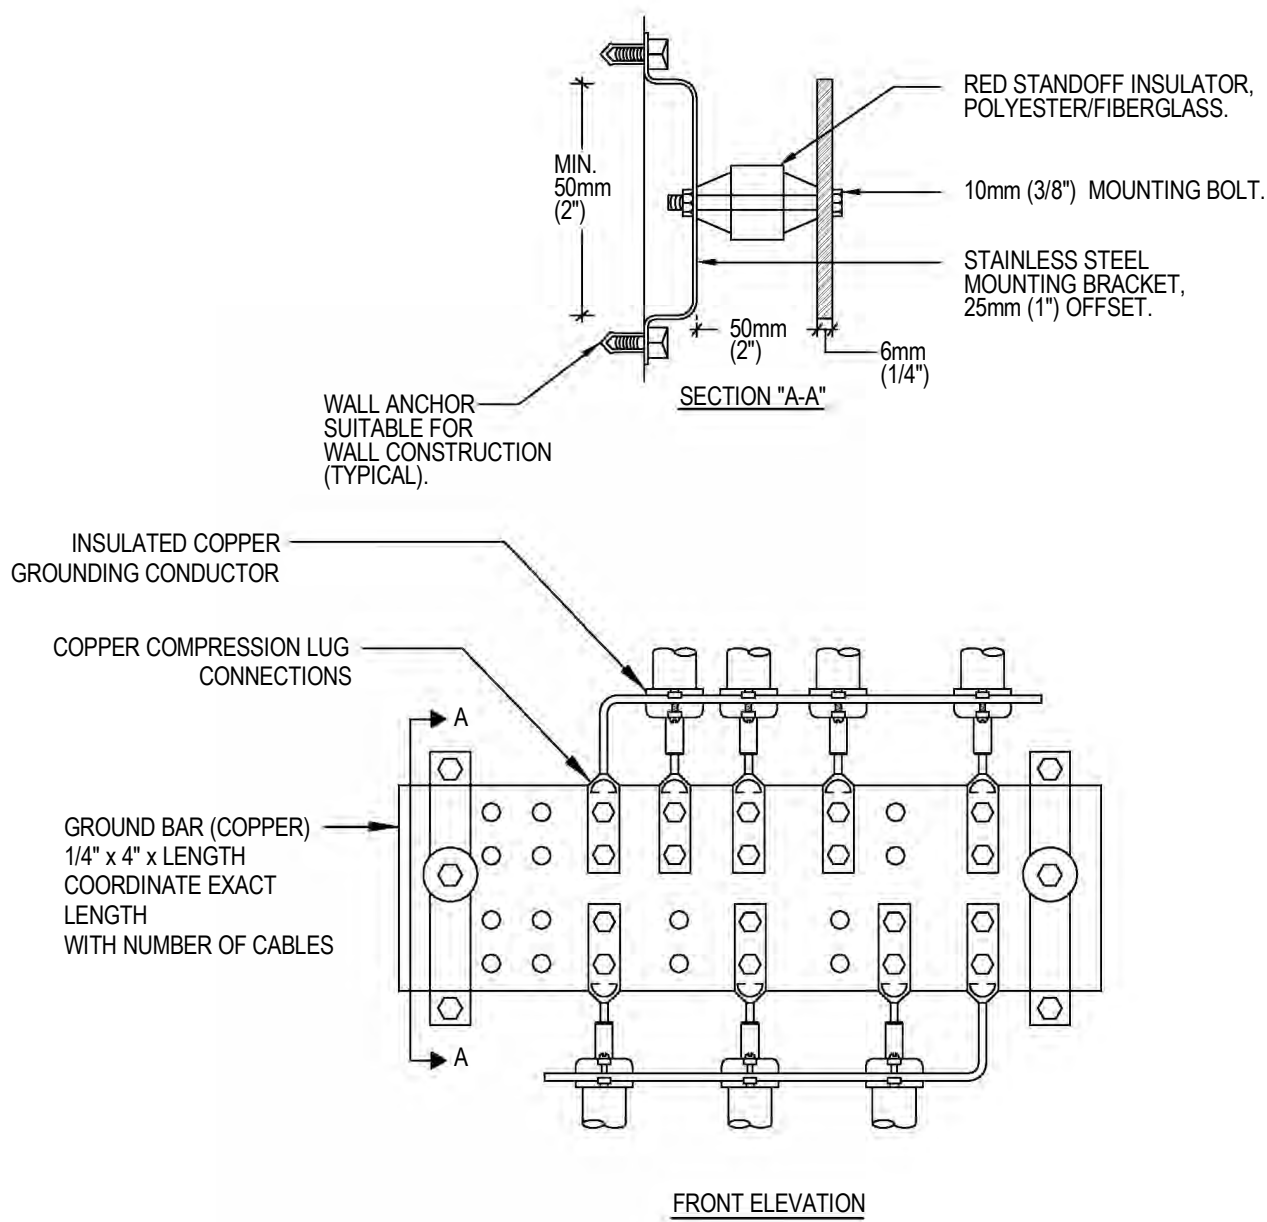 RED STANDOFF INSULATOR,
POLYESTER/FIBERGLASS.
MIN.
50mm
(2")
10mm (3/8") MOUNTING BOLT.
STAINLESS STEEL
MOUNTING BRACKET,
25mm (1") OFFSET.
50mm
(2")
6mm
(1/4")
SECTION "A-A"
WALL ANCHOR
SUITABLE FOR
WALL CONSTRUCTION
(TYPICAL).
INSULATED COPPER
GROUNDING CONDUCTOR
COPPER COMPRESSION LUG
CONNECTIONS
A
GROUND BAR (COPPER)
1/4" x 4" x LENGTH
COORDINATE EXACT
LENGTH
WITH NUMBER OF CABLES
A
FRONT ELEVATION